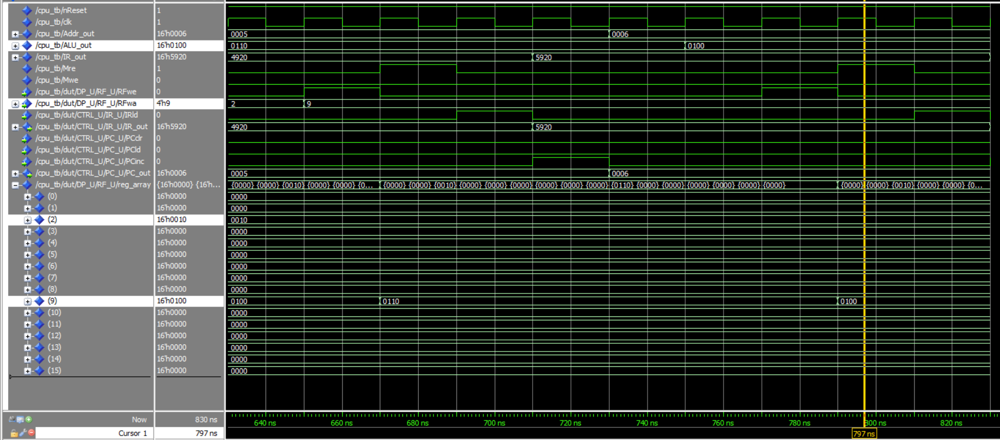 /cpu_tb/nReset 1
/cpu_tb/clk 1
/cpu_tb/Addr_out 16'h0006 0005 0006
/cpu_tb/ALU_out 16'h0100 0110 0100
/cpu_tb/IR_out 16'h5920 4920 5920
/cpu_tb/Mre 1
/cpu_tb/Mwe 0
/cpu_tb/dut/DP_U/RF_U/RFwe 0
/cpu_tb/dut/DP_U/RF_U/RFwa 4'h9 2 9
/cpu_tb/dut/CTRL_U/IR_U/IRld 0
/cpu_tb/dut/CTRL_U/IR_U/IR_out 16'h5920 4920 5920
/cpu_tb/dut/CTRL_U/PC_U/PCdr 0
/cpu_tb/dut/CTRL_U/PC_U/PCld 0
/cpu_tb/dut/CTRL_U/PC_U/PCinc 0
/cpu_tb/dut/CTRL_U/PC_U/PC_out 16'h0006 0005 0006
/cpu_tb/dut/DP_U/RF_U/reg_array {16'h0000} {16'h... {0000} {0000} {0010} {0000} {0000} {0... {0000} {0000} {0010} {0000} {0000} {0000} {0000} {0000} {0000} {0110} {0000} {0000} {0000} {0000} {0000} {0000} {0000} {0000} {0010} {0000} {0000} {0...
(0) 16'h0000 0000
(1) 16'h0000 0000
(2) 16'h0010 0010
(3) 16'h0000 0000
(4) 16'h0000 0000
(5) 16'h0000 0000
(6) 16'h0000 0000
(7) 16'h0000 0000
(8) 16'h0000 0000
(9) 16'h0100 0100 0110 0100
(10) 16'h0000 0000
(11) 16'h0000 0000
(12) 16'h0000 0000
(13) 16'h0000 0000
(14) 16'h0000 0000
(15) 16'h0000 0000
Now 830 ns 640 ns 660 ns 680 ns 700 ns 720 ns 740 ns 760 ns 780 ns 800 ns 820 ns
Cursor 1 797 ns 797 ns